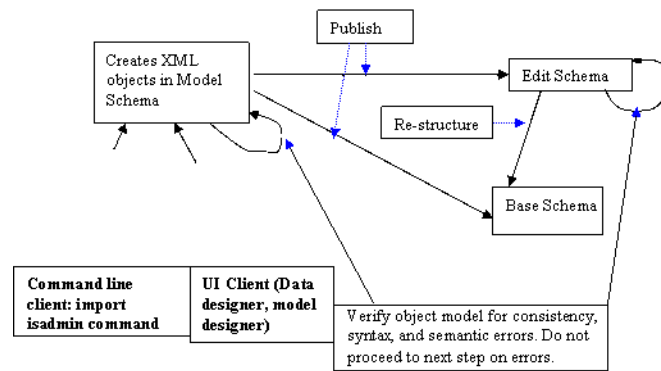 Publish
Creates XML
objects in Model
Schema
Edit Schema
Re-structure
Base Schema
Command line
client: import
isadmin command
UI Client (Data
designer, model
designer)
Verify object model for consistency,
syntax, and semantic errors. Do not
proceed to next step on errors.